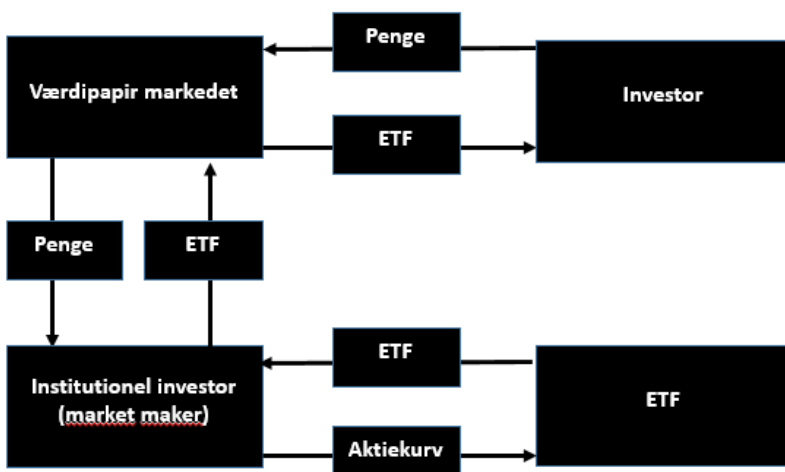 Penge
Værdipapir markedet
Investor
ETF
Penge
ETF
ETF
Institutionel investor
(market maker)
ETF
Aktiekurv